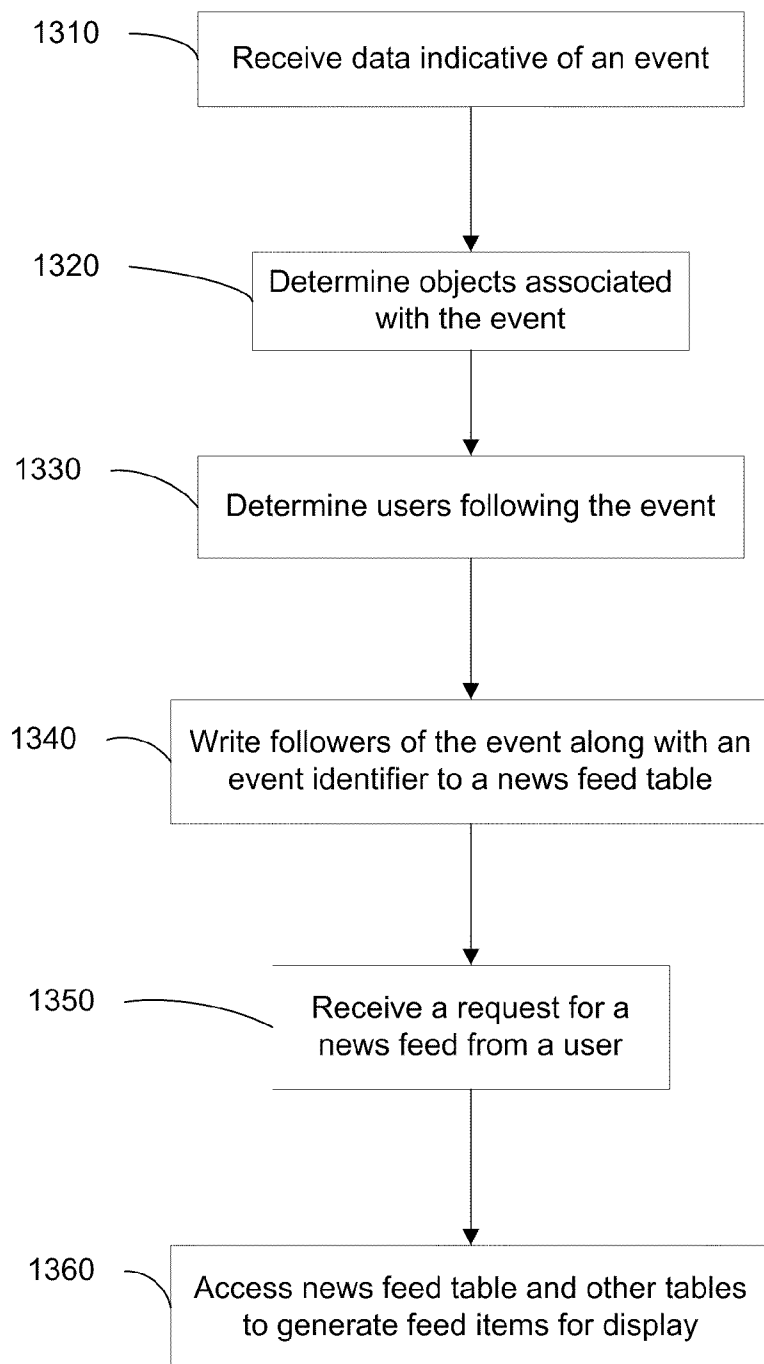 1310
Receive data indicative of an event
1320
Determine objects associated
with the event
1330
Determine users following the event
1340
Write followers of the event along with an
event identifier to a news feed table
1350
Receive a request for a
news feed from a user
1360
Access news feed table and other tables
to generate feed items for display